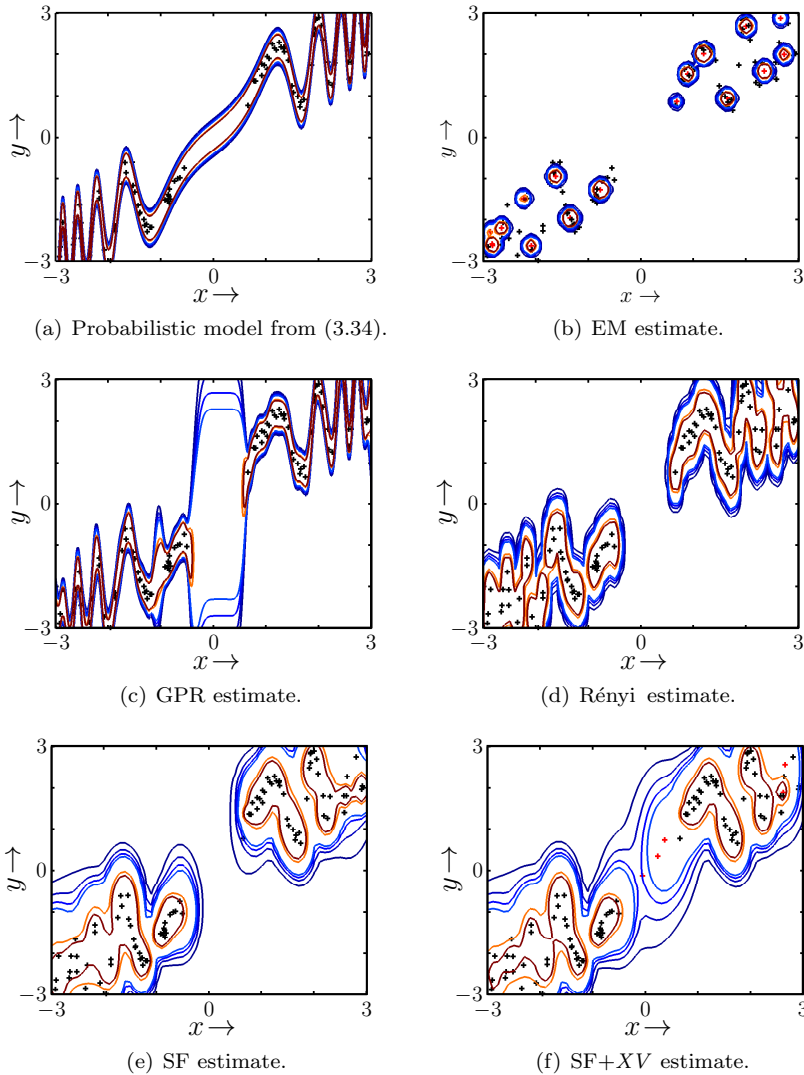 3
y→
0
−3
−3
0
3
x→
(a) Probabilistic model from (3.34).
3
y→
0
−3
−3
0
3
x→
(b) EM estimate.
3
y→
0
−3
−3
0
3
x→
(c) GPR estimate.
3
y→
0
−3
−3
0
3
x→
(d) Rényi estimate.
3
y→
0
−3
−3
0
3
x→
(e) SF estimate.
3
y→
0
−3
−3
0
3
x→
(f) SF+XV estimate.